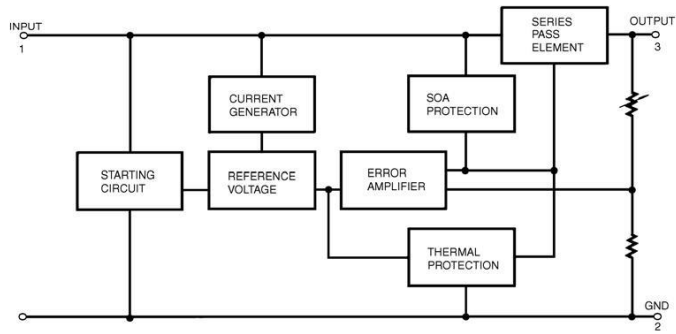 INPUT
1
SERIES
PASS
ELEMENT
OUTPUT
3
CURRENT
GENERATOR
SOA
PROTECTION
STARTING
CIRCUIT
REFERENCE
VOLTAGE
ERROR
AMPLIFIER
THERMAL
PROTECTION
GND
2